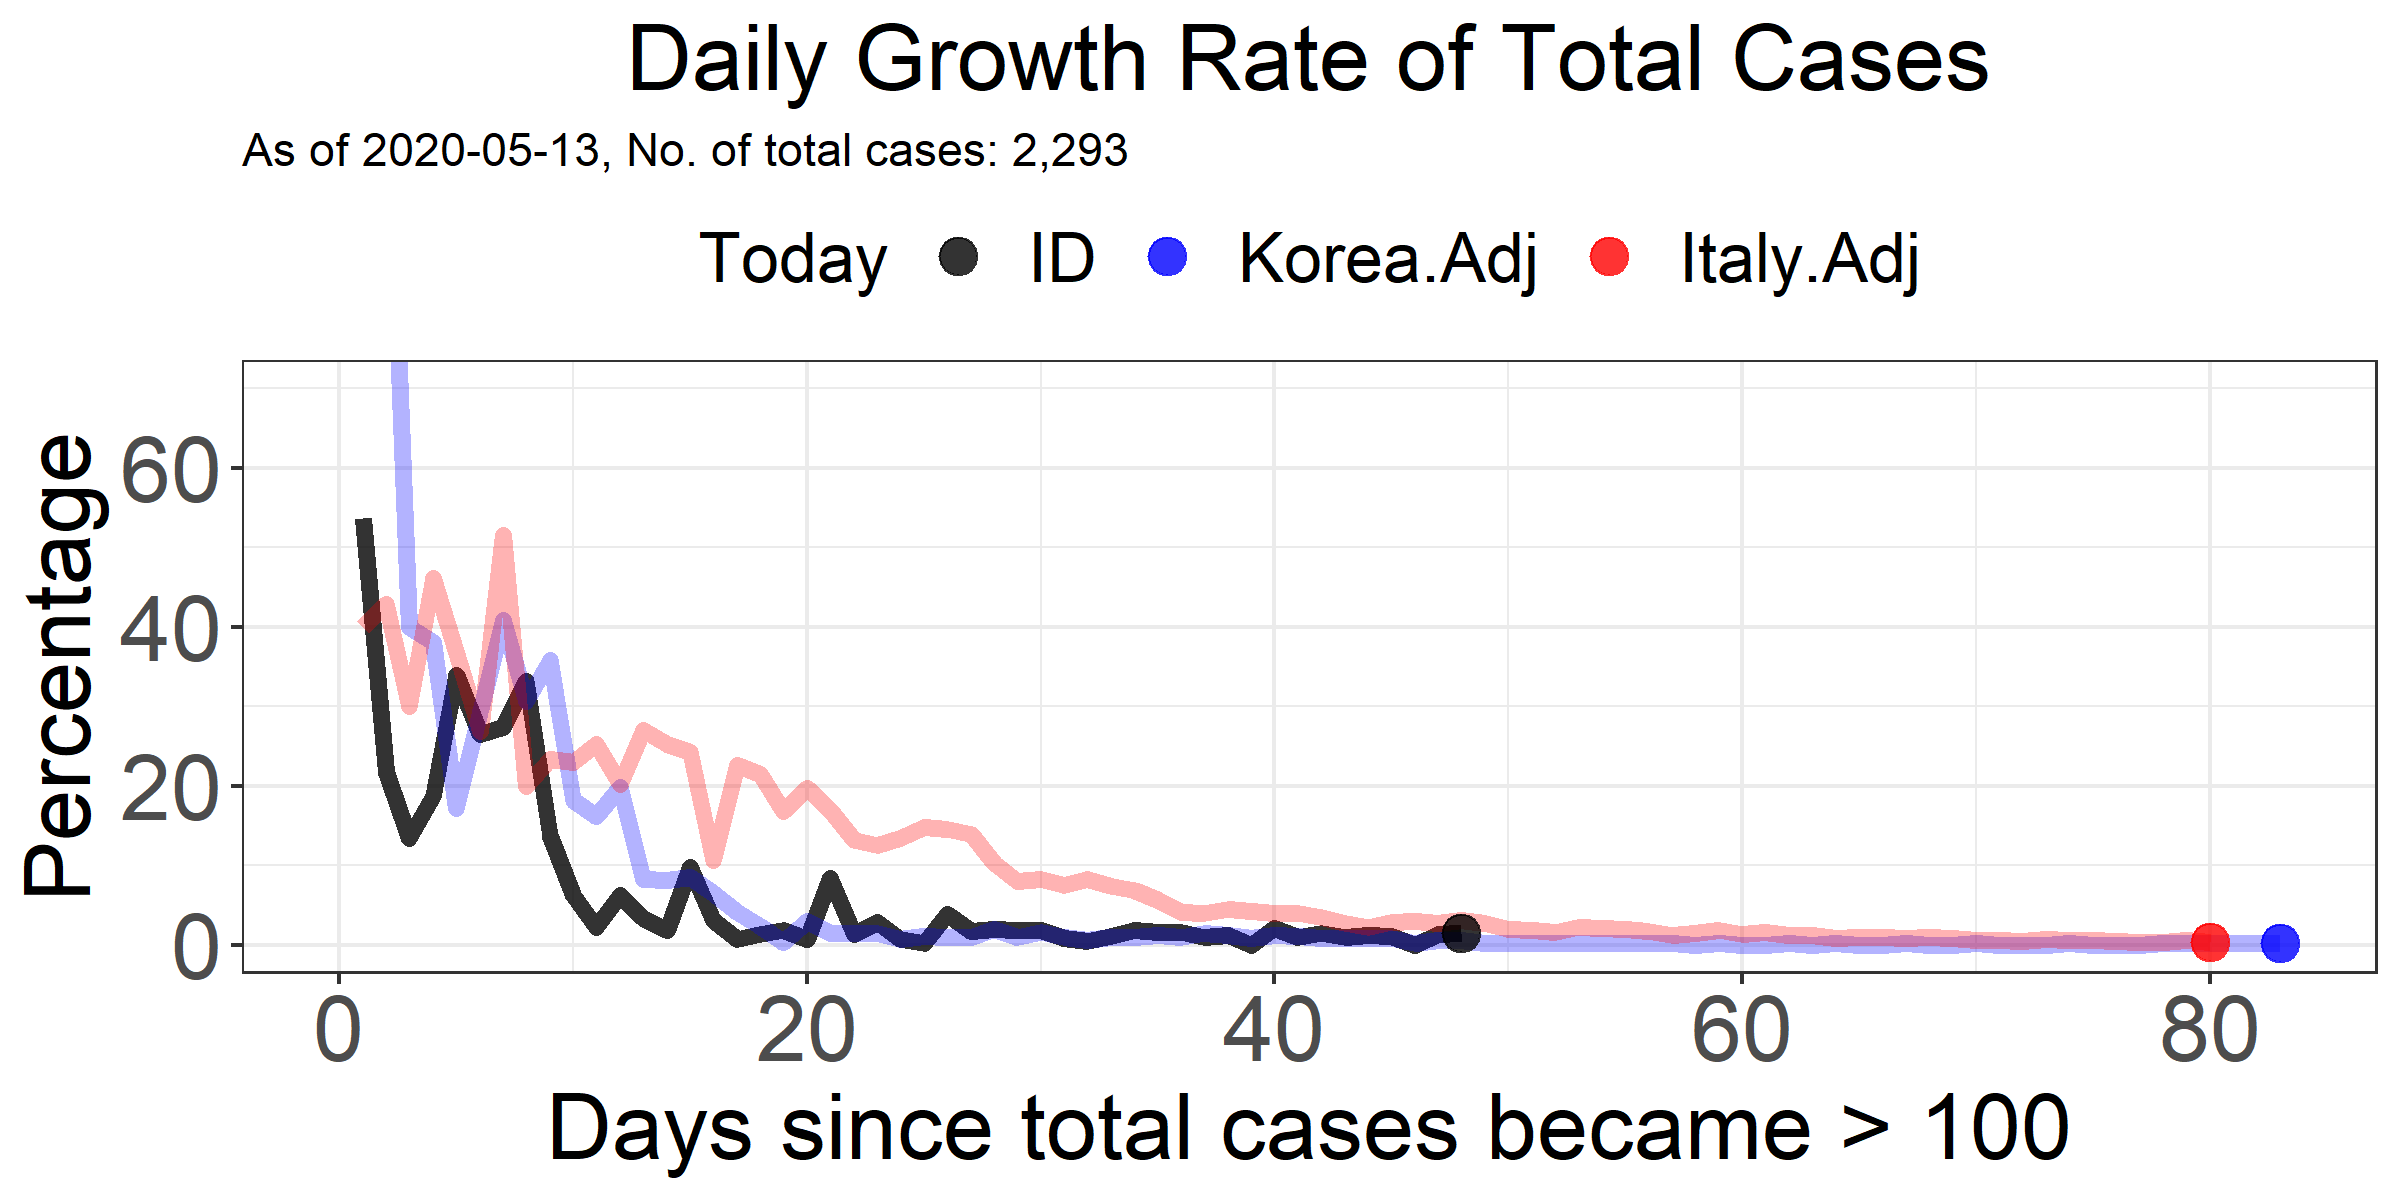 Daily Growth Rate of Total Cases
As of 2020-05-13, No. of total cases: 2,293
Today ID Korea.Adj Italy.Adj
Percentage
60
40
20
0
0 20 40 60 80
Days since total cases became > 100